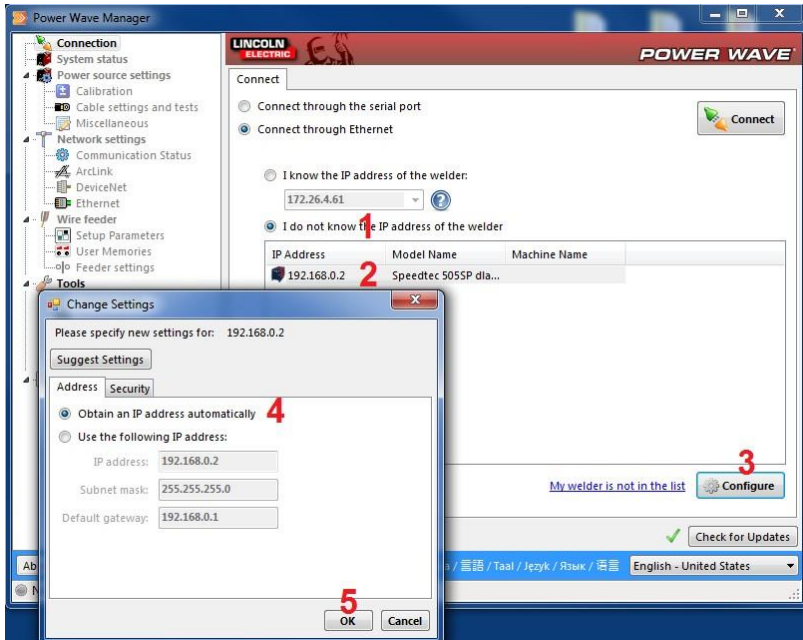 Power Wave Manager
Connection
System status
Power source settings
Calibration
Cable settings and tests
Miscellaneous
Network settings
Communication Status
ArcLink
DeviceNet
Ethernet
Wire feeder
Setup Parameters
User Memories
Feeder settings
Tools
LINCOLN
ELECTRIC
POWER WAVE
Connect
Connect through the serial port
Connect through Ethernet
Connect
I know the IP address of the welder:
172.26.4.61
1
I do not know the IP address of the welder
IP Address Model Name Machine Name
192.168.0.2 2 Speedtec 505SP dla...
Change Settings
Please specify new settings for: 192.168.0.2
Suggest Settings
Address Security
Obtain an IP address automatically 4
Use the following IP address:
IP address: 192.168.0.2
Subnet mask: 255.255.255.0
Default gateway: 192.168.0.1
5
OK Cancel
3
My welder is not in the list Configure
Check for Updates
Ab
/ 言語 / Taal / Język / Язык / 语言 English - United States
N